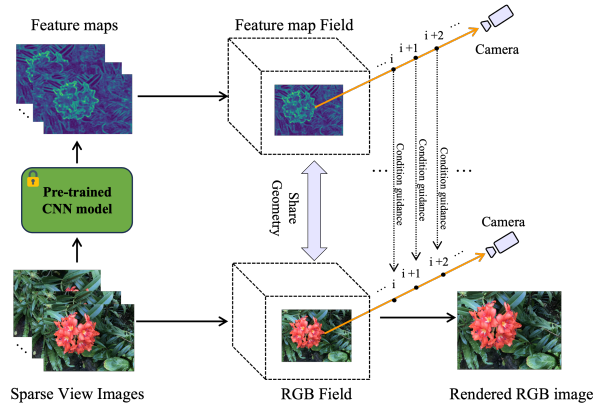 Feature maps
Feature map Field
Camera
...
i
i +1
i +2
...
...
Pre-trained
CNN model
Share
Geometry
...
Condition guidance
Condition guidance
Condition guidance
...
Camera
...
i
i +1
i +2
...
...
Sparse View Images
RGB Field
Rendered RGB image